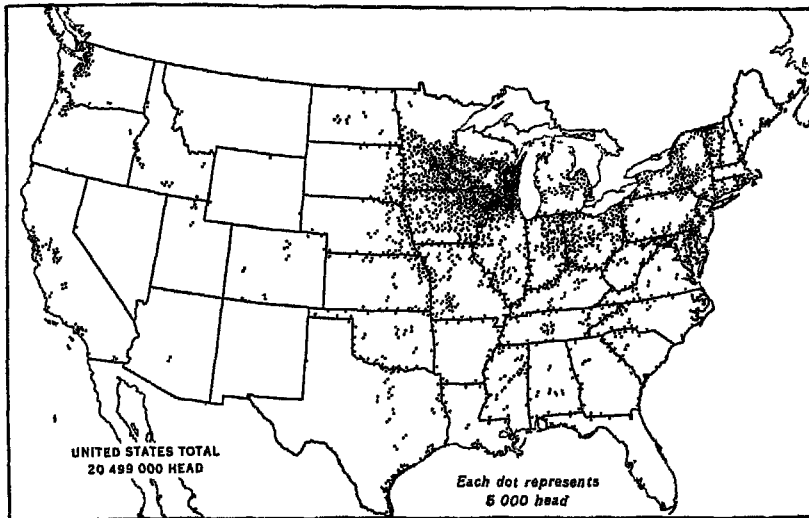 UNITED STATES TOTAL
20 499 000 HEAD
Each dot represents
5 000 head